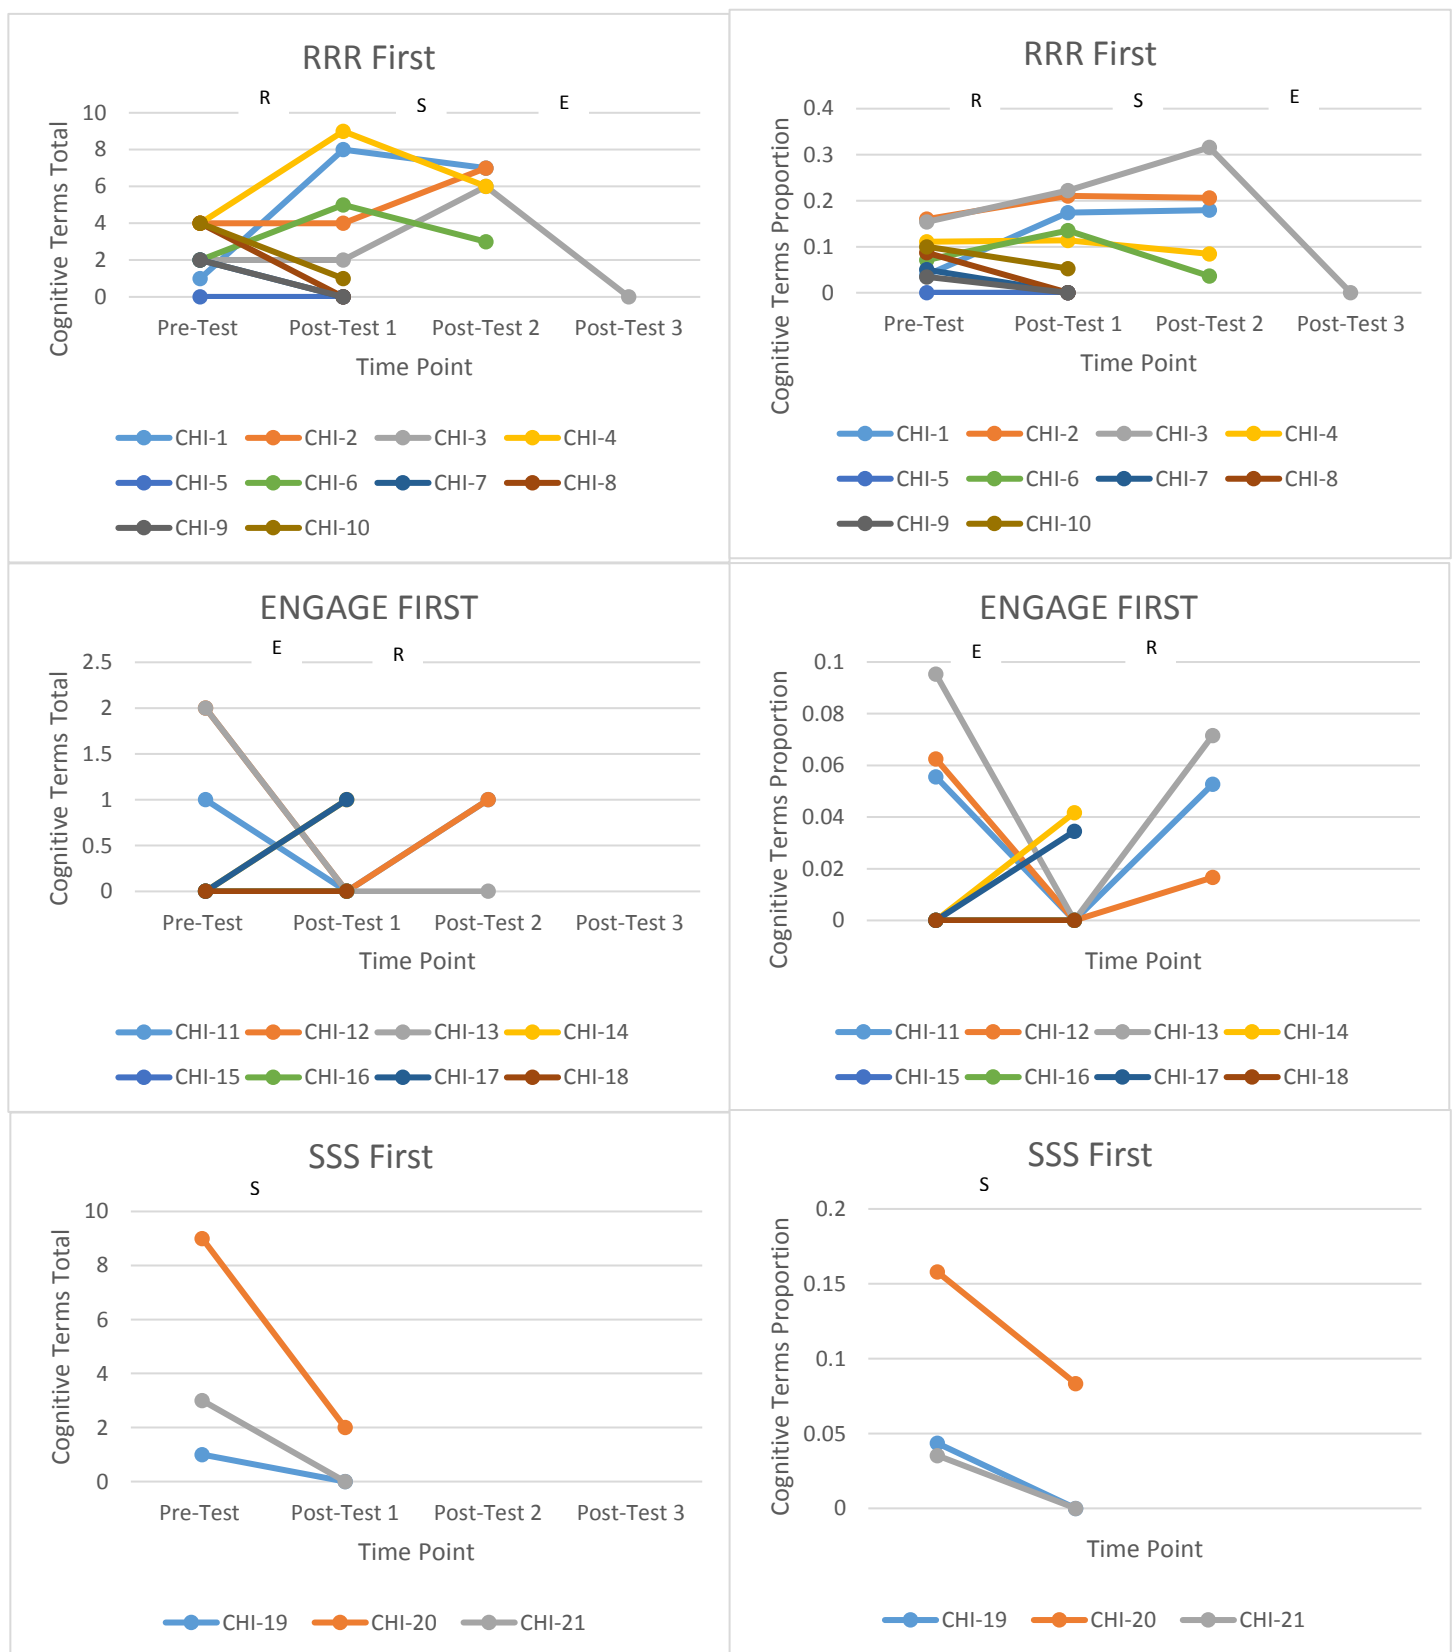 RRR First
R S E
Cognitive Terms Total
10
8
6
4
2
0
Pre-Test Post-Test 1 Post-Test 2 Post-Test 3
Time Point
CHI-1 CHI-2 CHI-3 CHI-4
CHI-5 CHI-6 CHI-7 CHI-8
CHI-9 CHI-10
RRR First
R S E
Cognitive Terms Proportion
0.4
0.3
0.2
0.1
0
Pre-Test Post-Test 1 Post-Test 2 Post-Test 3
Time Point
CHI-1 CHI-2 CHI-3 CHI-4
CHI-5 CHI-6 CHI-7 CHI-8
CHI-9 CHI-10
ENGAGE FIRST
E R
Cognitive Terms Total
2.5
2
1.5
1
0.5
0
Pre-Test Post-Test 1 Post-Test 2 Post-Test 3
Time Point
CHI-11 CHI-12 CHI-13 CHI-14
CHI-15 CHI-16 CHI-17 CHI-18
ENGAGE FIRST
E R
Cognitive Terms Proportion
0.1
0.08
0.06
0.04
0.02
0
Time Point
CHI-11 CHI-12 CHI-13 CHI-14
CHI-15 CHI-16 CHI-17 CHI-18
SSS First
S
Cognitive Terms Total
10
8
6
4
2
0
Pre-Test Post-Test 1 Post-Test 2 Post-Test 3
Time Point
CHI-19 CHI-20 CHI-21
SSS First
S
Cognitive Terms Proportion
0.2
0.15
0.1
0.05
0
Time Point
CHI-19 CHI-20 CHI-21